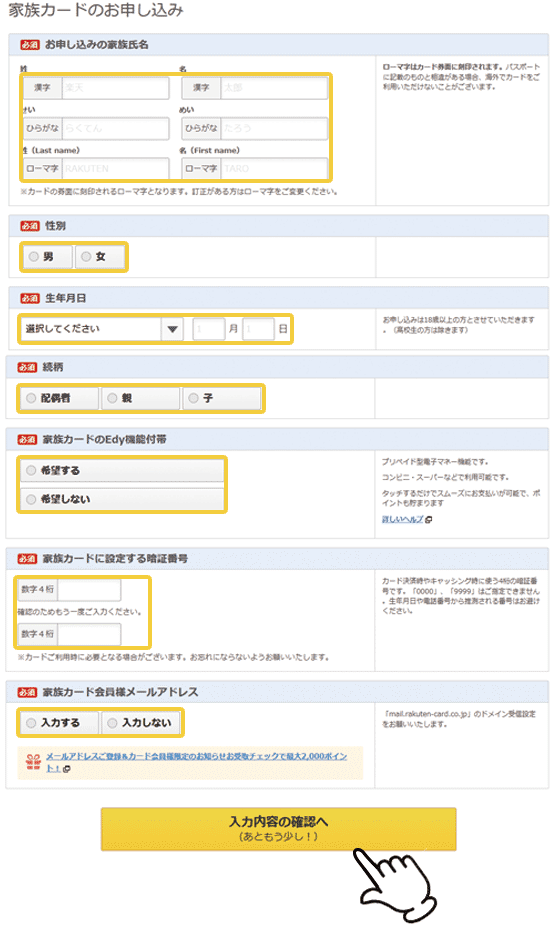 家族カードのお申し込み
必須 お申し込みの家族氏名
姓 名
漢字 楽天 漢字 太郎
せい めい
ひらがな らくてん ひらがな たろう
姓（Last name） 名（First name）
ローマ字 RAKUTEN ローマ字 TARO
※カードの券面に刻印されるローマ字となります。訂正がある方はローマ字をご変更ください。
ローマ字はカード券面に刻印されます。パスポート
に記載のものと相違がある場合、海外でカードをご
利用いただけないことがございます。
必須 性別
男 女
必須 生年月日
選択してください 1 月 1 日
お申し込みは18歳以上の方とさせていただきます
。（高校生の方は除きます）
必須 続柄
配偶者 親 子
必須 家族カードのEdy機能付帯
希望する
希望しない
プリペイド型電子マネー機能です。
コンビニ・スーパーなどで利用可能です。
タッチするだけでスムーズにお支払いが可能で、ポ
イントも貯まります
詳しいヘルプ
必須 家族カードに設定する暗証番号
数字４桁
確認のためもう一度ご入力ください。
数字４桁
※カードご利用時に必要となる場合がございます。お忘れにならないようお願いいたします。
カード決済時やキャッシング時に使う4桁の暗証番
号です。「0000」、「9999」はご指定できません
。生年月日や電話番号から推測される番号はお避け
ください。
必須 家族カード会員様メールアドレス
入力する 入力しない
メールアドレスご登録＆カード会員様限定のお知らせお受取チェックで最大2,000ポイン
ト！
「mail.rakuten-card.co.jp」のドメイン受信設定
をお願いいたします。
入力内容の確認へ
（あともう少し！）